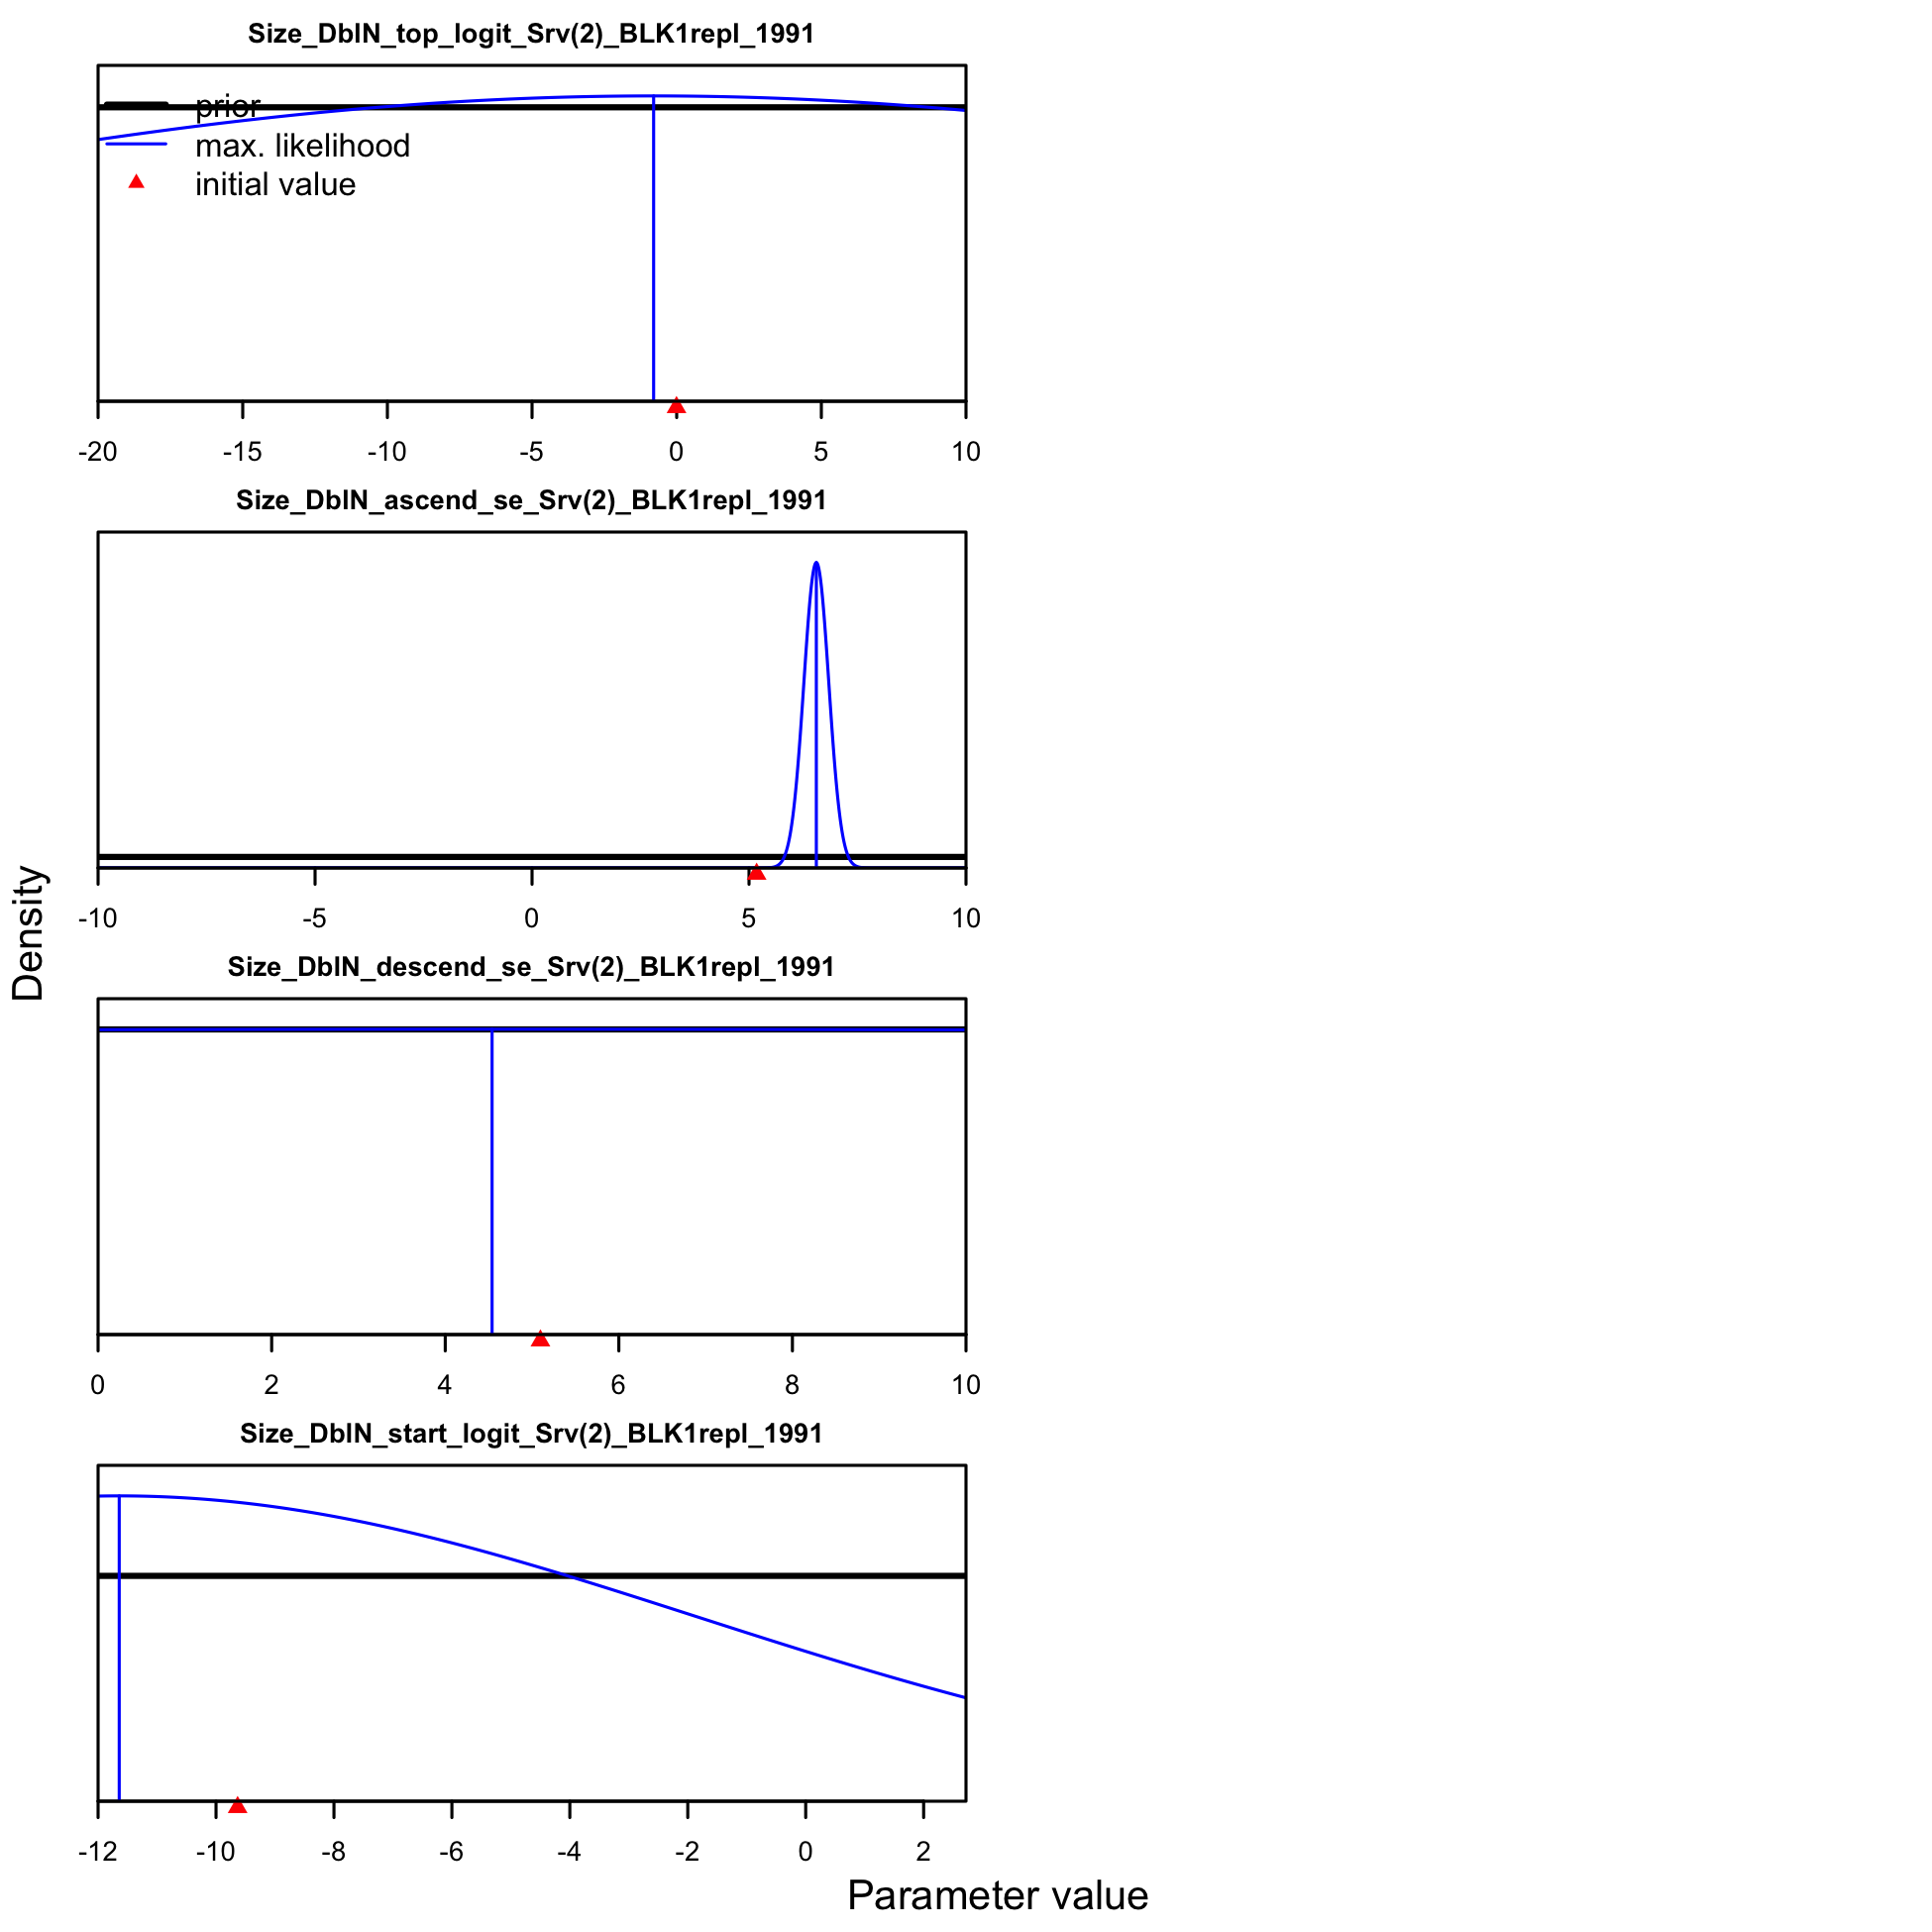 Size_DblN_top_logit_Srv(2)_BLK1repl_1991
prior
max. likelihood
initial value
-20 -15 -10 -5 0 5 10
Size_DblN_ascend_se_Srv(2)_BLK1repl_1991
-10 -5 0 5 10
Size_DblN_descend_se_Srv(2)_BLK1repl_1991
0 2 4 6 8 10
Size_DblN_start_logit_Srv(2)_BLK1repl_1991
-12 -10 -8 -6 -4 -2 0 2
Density
Parameter value